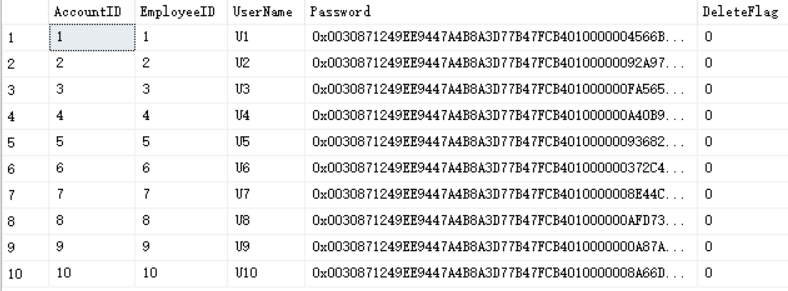 AccountID EmployeeID UserName Password DeleteFlag
1 1 1 U1 0x0030871249EE9447A4B8A3D77B47FCB4010000004566B... 0
2 2 2 U2 0x0030871249EE9447A4B8A3D77B47FCB40100000092A97... 0
3 3 3 U3 0x0030871249EE9447A4B8A3D77B47FCB401000000FA565... 0
4 4 4 U4 0x0030871249EE9447A4B8A3D77B47FCB401000000A40B9... 0
5 5 5 U5 0x0030871249EE9447A4B8A3D77B47FCB40100000093682... 0
6 6 6 U6 0x0030871249EE9447A4B8A3D77B47FCB401000000372C4... 0
7 7 7 U7 0x0030871249EE9447A4B8A3D77B47FCB4010000008E44C... 0
8 8 8 U8 0x0030871249EE9447A4B8A3D77B47FCB401000000AFD73... 0
9 9 9 U9 0x0030871249EE9447A4B8A3D77B47FCB4010000000A87A... 0
10 10 10 U10 0x0030871249EE9447A4B8A3D77B47FCB4010000008A66D... 0